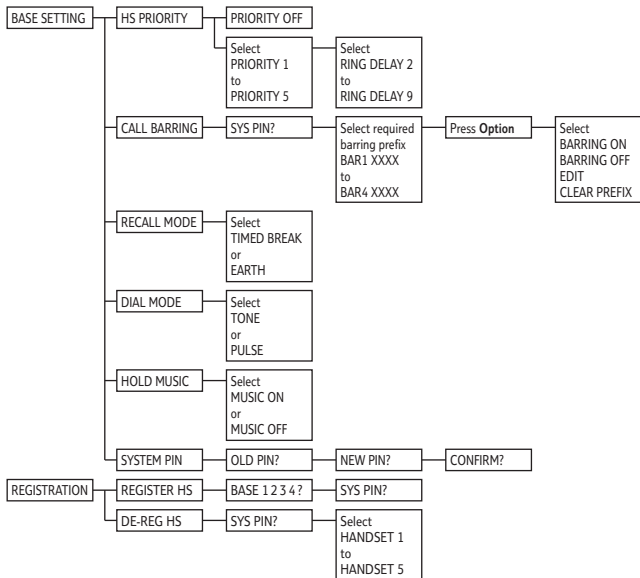 BASE SETTING
HS PRIORITY
PRIORITY OFF
Select
PRIORITY 1
to
PRIORITY 5
Select
RING DELAY 2
to
RING DELAY 9
CALL BARRING
SYS PIN?
Select required
barring prefix
BAR1 XXXX
to
BAR4 XXXX
Press Option
Select
BARRING ON
BARRING OFF
EDIT
CLEAR PREFIX
RECALL MODE
Select
TIMED BREAK
or
EARTH
DIAL MODE
Select
TONE
or
PULSE
HOLD MUSIC
Select
MUSIC ON
or
MUSIC OFF
SYSTEM PIN
OLD PIN?
NEW PIN?
CONFIRM?
REGISTRATION
REGISTER HS
BASE 1 2 3 4 ?
SYS PIN?
DE-REG HS
SYS PIN?
Select
HANDSET 1
to
HANDSET 5